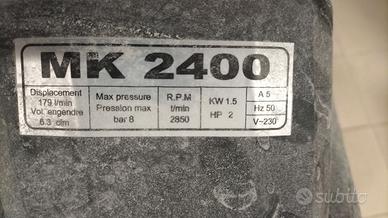 MK 2400
Displacement
179 l/min
Vol. engendre
6.3 cfm
Max pressure
Pression max
bar 8
R.P.M
t/min
2850
KW 1.5
HP 2
A 5
Hz 50
V~230
subito